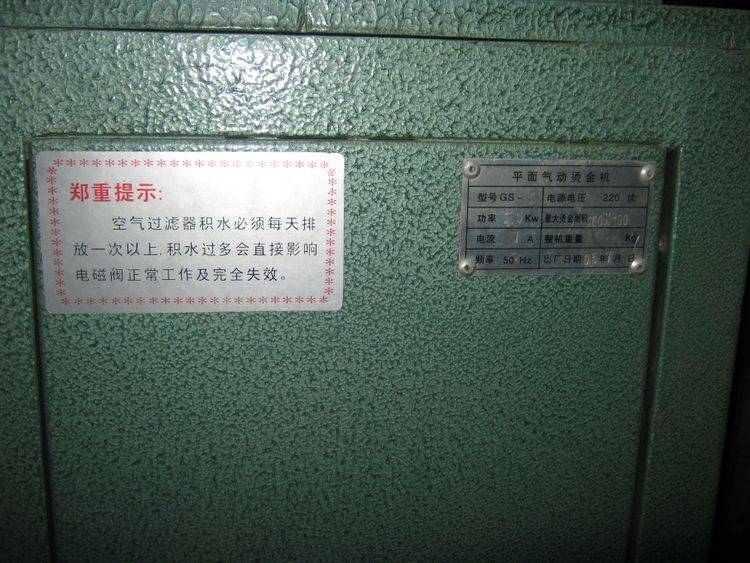 郑重提示:
空气过滤器积水必须每天排
放一次以上,积水过多会直接影响
电磁阀正常工作及完全失效。
平面气动烫金机
型号 GS- 电源电压 220 伏
功率 Kw 最大烫金面积
电流 A 整机重量 Kg
频率 50 Hz 出厂日期 年 月 日